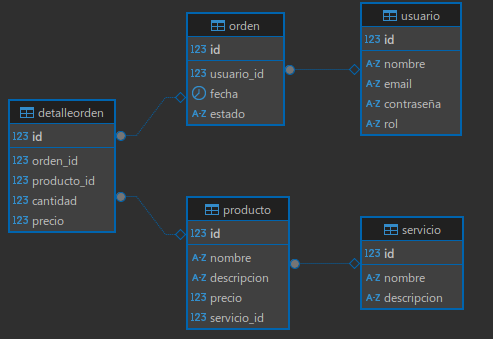 orden
123 id
123 usuario_id
fecha
A-Z estado
usuario
123 id
A-Z nombre
A-Z email
A-Z contraseña
A-Z rol
detalleorden
123 id
123 orden_id
123 producto_id
123 cantidad
123 precio
producto
123 id
A-Z nombre
A-Z descripcion
123 precio
123 servicio_id
servicio
123 id
A-Z nombre
A-Z descripcion